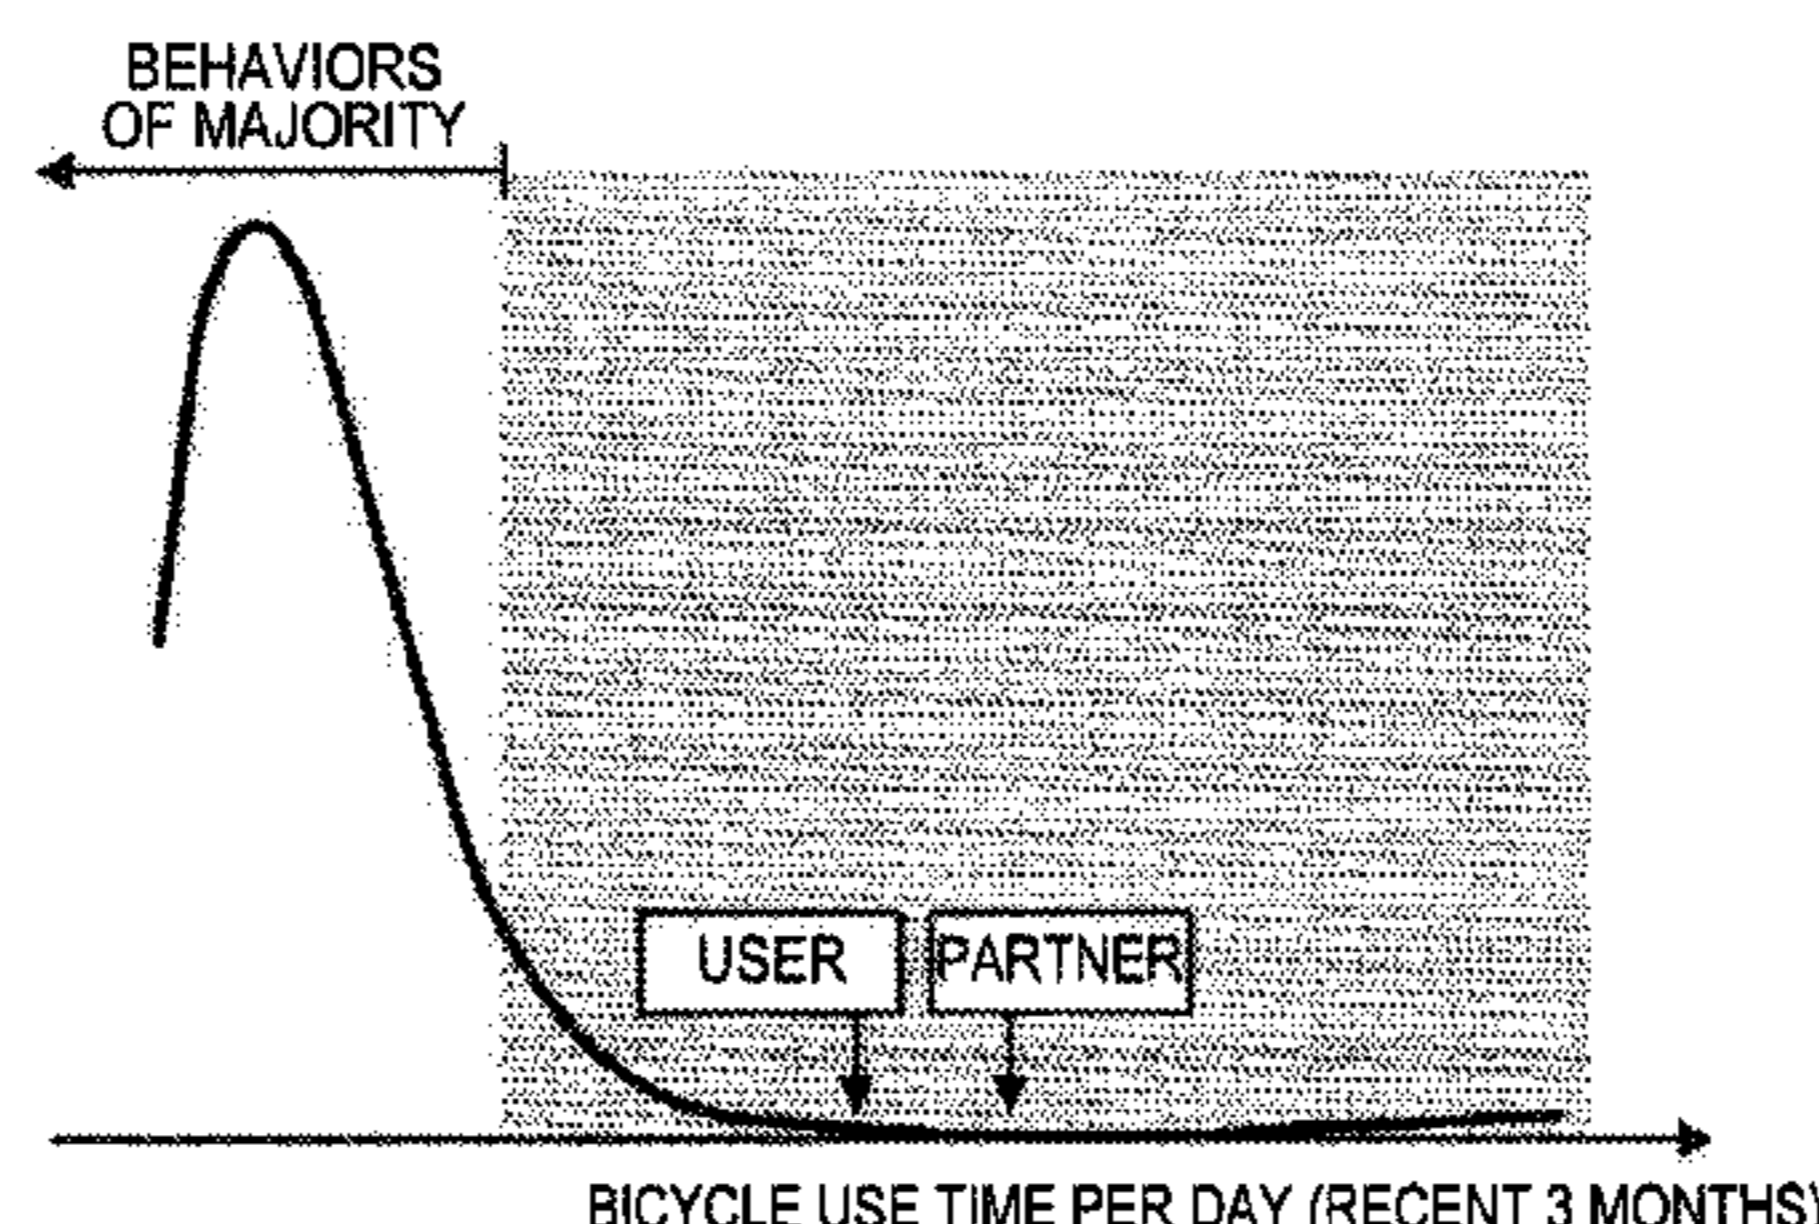 BEHAVIORS
OF MAJORITY
USER
PARTNER
BICYCLE USE TIME PER DAY (RECENT 3 MONTHS)